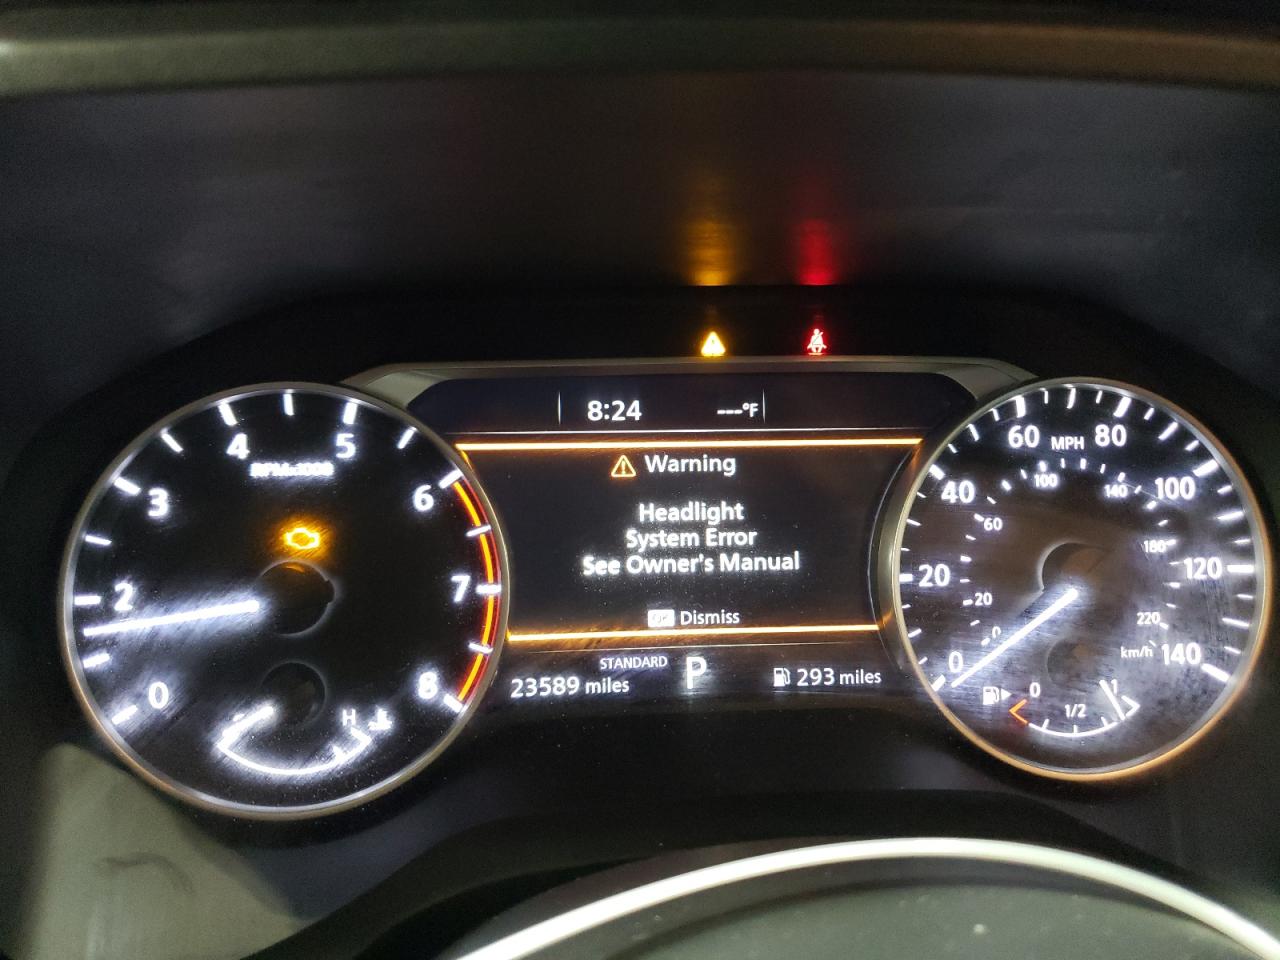 8:24 ---°F
Warning
Headlight
System Error
See Owner's Manual
OK Dismiss
STANDARD
23589 miles
P
293 miles
0
2
3
4
5
6
7
8
RPMx1000
H
0
20
40
60
80
100
120
140
MPH
0
20
60
100
140
180
220
km/h
0
1/2
1